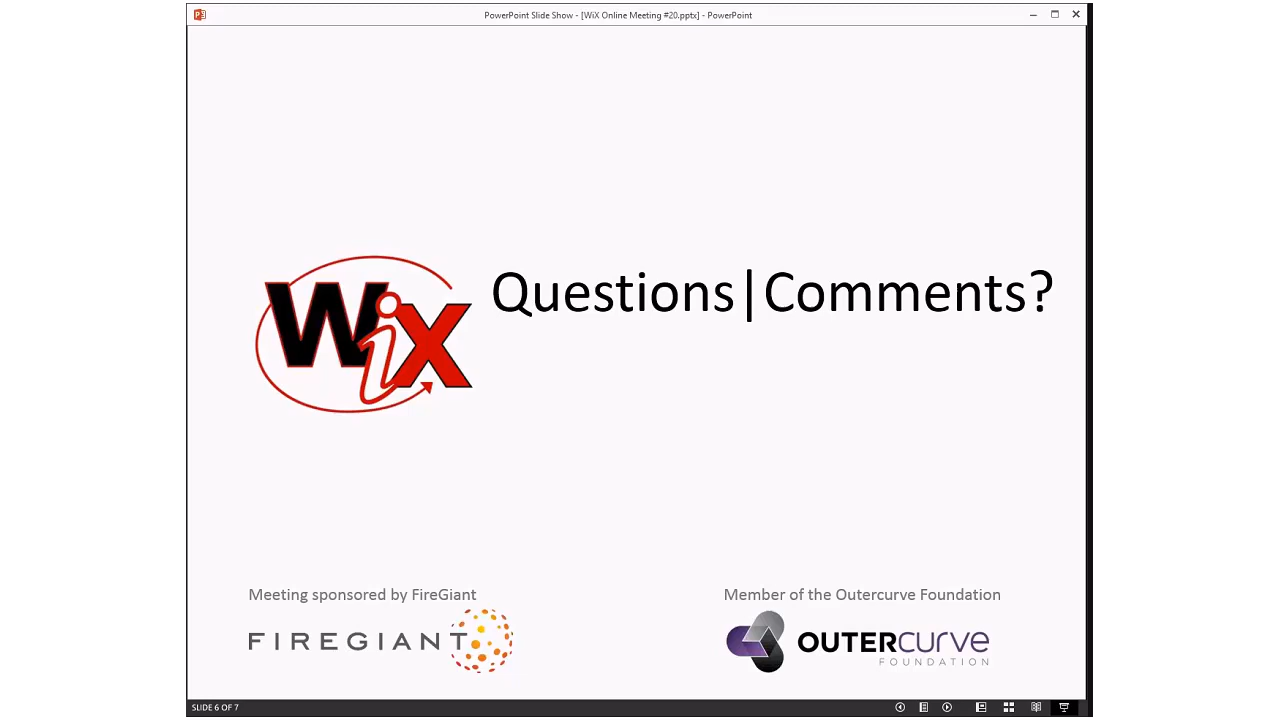 PowerPoint Slide Show - [WiX Online Meeting #20.pptx] - PowerPoint
WiX
Questions|Comments?
Meeting sponsored by FireGiant
FIREGIANT
Member of the Outercurve Foundation
OUTERCURVE
FOUNDATION
SLIDE 6 OF 7